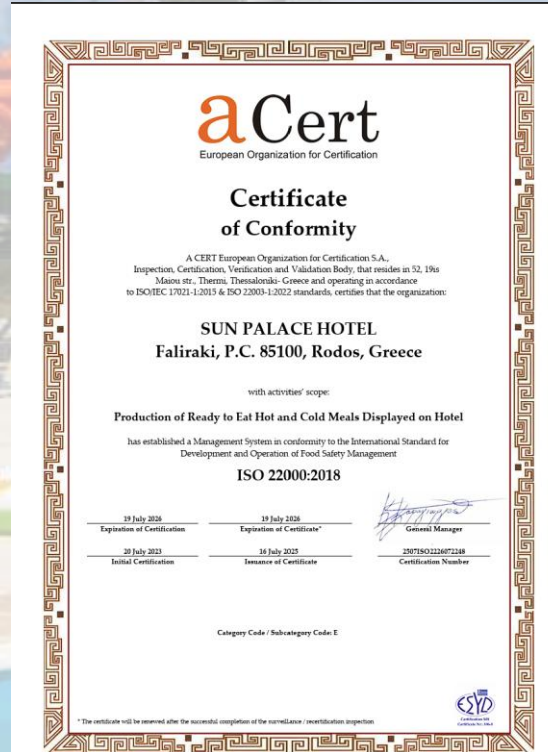 aCert
European Organization for Certification
Certificate
of Conformity
A CERT European Organization for Certification S.A.,
Inspection, Certification, Verification and Validation Body, that resides in 52, 19is
Maiou str., Thermi, Thessaloniki- Greece and operating in accordance
to ISO/IEC 17021-1:2015 & ISO 22003-1:2022 standards, certifies that the organization:
SUN PALACE HOTEL
Faliraki, P.C. 85100, Rodos, Greece
with activities' scope:
Production of Ready to Eat Hot and Cold Meals Displayed on Hotel
has established a Management System in conformity to the International Standard for
Development and Operation of Food Safety Management
ISO 22000:2018
19 July 2026
Expiration of Certification
19 July 2026
Expiration of Certificate*
General Manager
20 July 2023
Initial Certification
16 July 2025
Issuance of Certificate
2507ISO2226072248
Certification Number
Category Code / Subcategory Code: E
ESYD
* The certificate will be renewed after the successful completion of the surveillance / recertification inspection